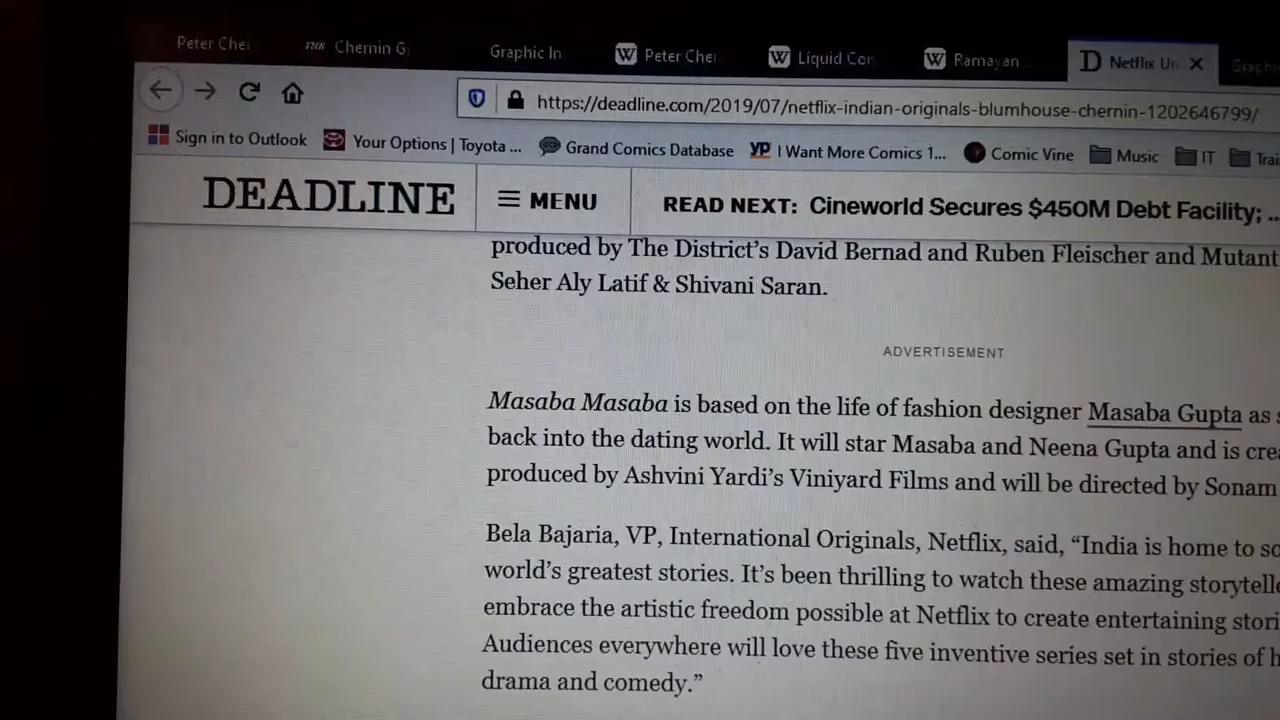 Peter Che
THR Chernin G
Graphic In
W Peter Che
W Liquid Co
W Ramayan
D Netflix Un
Graphi
https://deadline.com/2019/07/netflix-indian-originals-blumhouse-chernin-1202646799/
Sign in to Outlook
Your Options | Toyota ...
Grand Comics Database
YP I Want More Comics 1...
Comic Vine
Music
IT
Trai
DEADLINE
MENU
READ NEXT: Cineworld Secures $450M Debt Facility; ..
produced by The District's David Bernad and Ruben Fleischer and Mutant
Seher Aly Latif & Shivani Saran.
ADVERTISEMENT
Masaba Masaba is based on the life of fashion designer Masaba Gupta as s
back into the dating world. It will star Masaba and Neena Gupta and is cre
produced by Ashvini Yardi's Viniyard Films and will be directed by Sonam
Bela Bajaria, VP, International Originals, Netflix, said, “India is home to so
world's greatest stories. It's been thrilling to watch these amazing storytelle
embrace the artistic freedom possible at Netflix to create entertaining stori
Audiences everywhere will love these five inventive series set in stories of h
drama and comedy.”